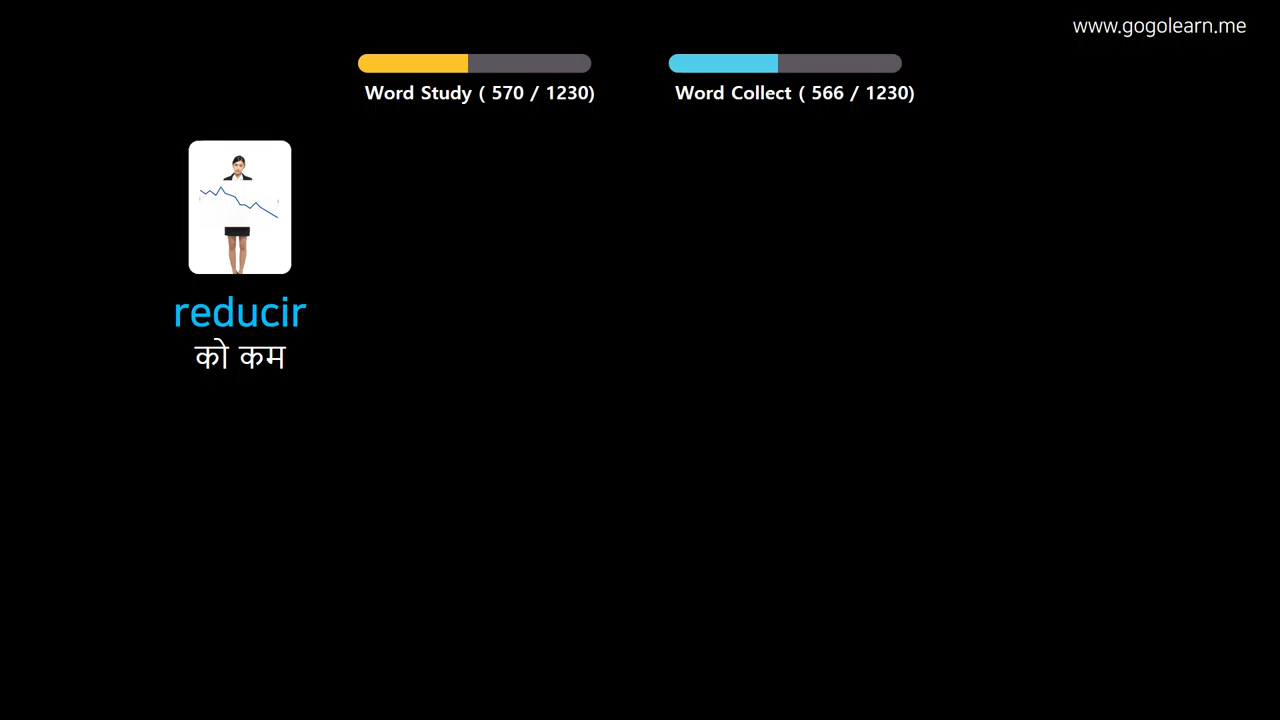 www.gogolearn.me
Word Study ( 570 / 1230)
Word Collect ( 566 / 1230)
reducir
को कम